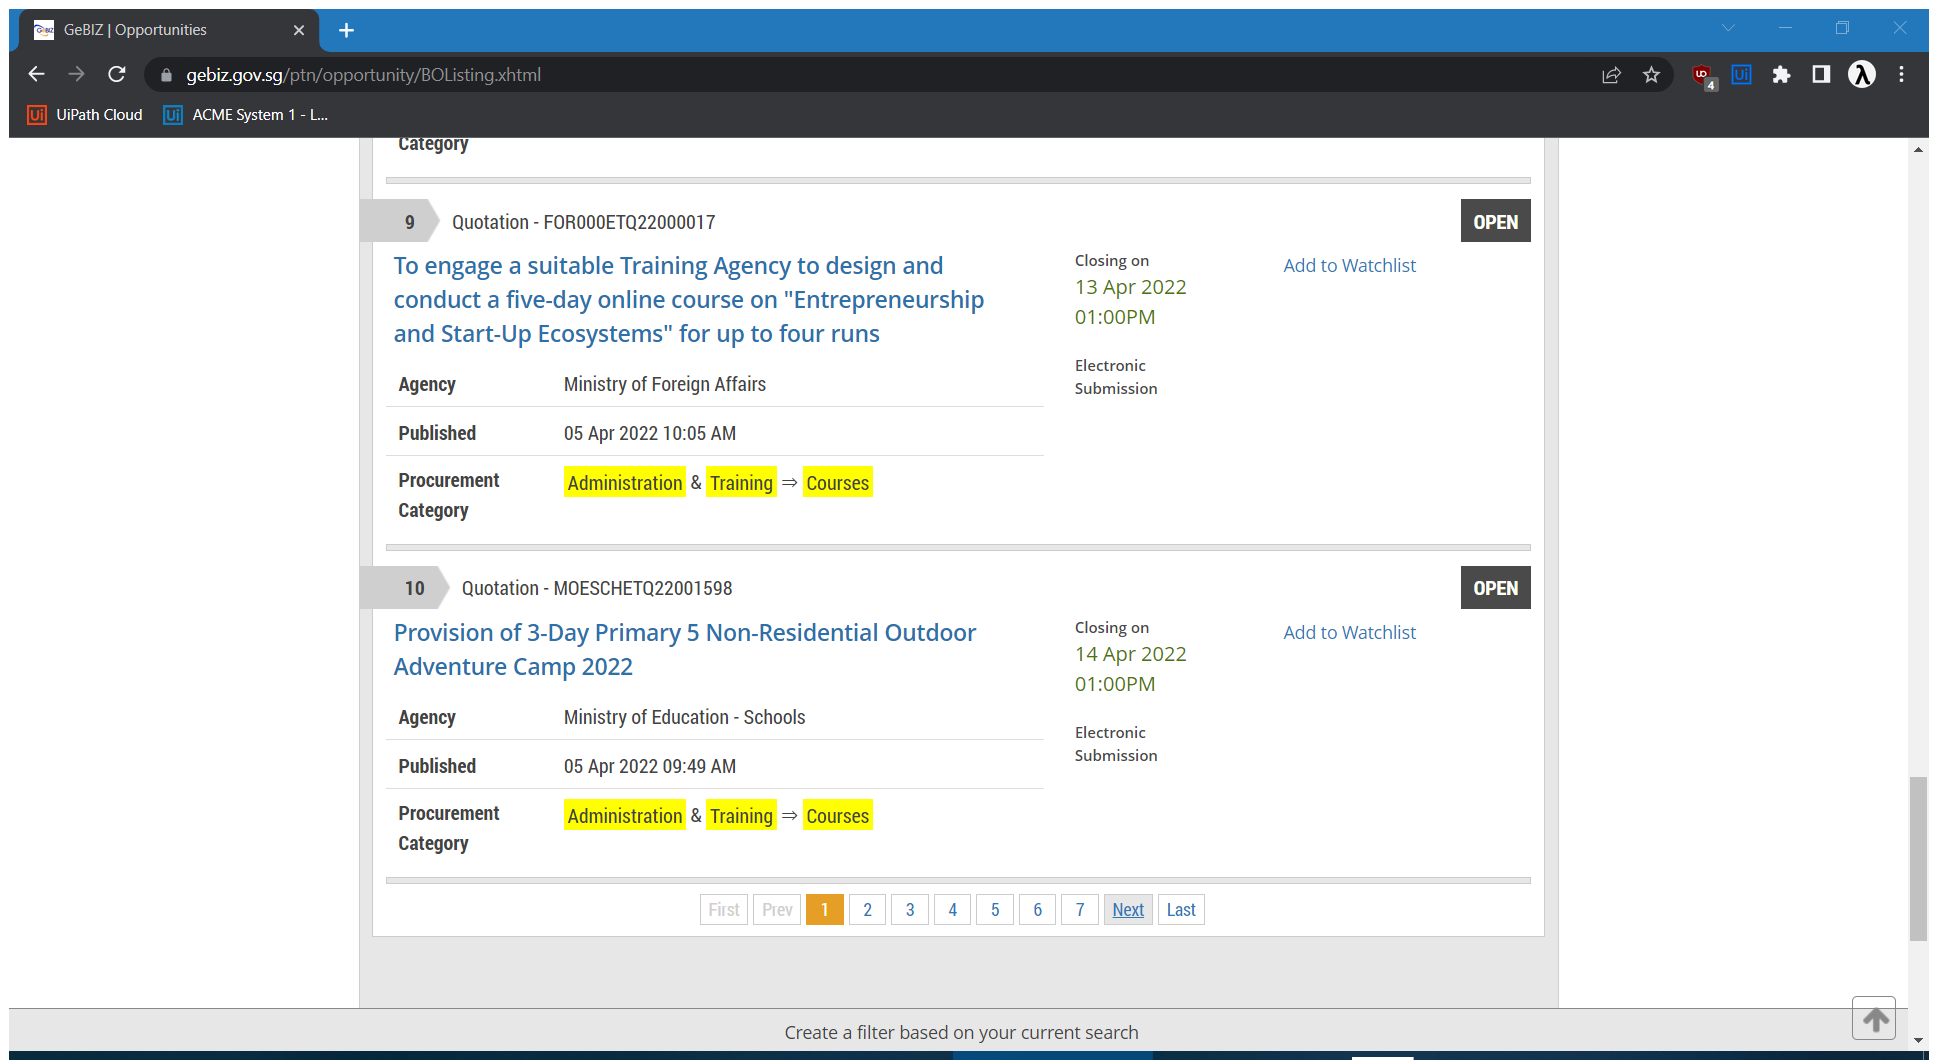 GeBIZ | Opportunities
gebiz.gov.sg/ptn/opportunity/BOListing.xhtml
4
Ui
Ui UiPath Cloud
Ui ACME System 1 - L...
Category
9
Quotation - FOR000ETQ22000017
OPEN
To engage a suitable Training Agency to design and
conduct a five-day online course on "Entrepreneurship
and Start-Up Ecosystems" for up to four runs
Closing on
13 Apr 2022
01:00PM
Add to Watchlist
Electronic
Submission
Agency Ministry of Foreign Affairs
Published 05 Apr 2022 10:05 AM
Procurement
Category
Administration & Training ⇒ Courses
10
Quotation - MOESCHETQ22001598
OPEN
Provision of 3-Day Primary 5 Non-Residential Outdoor
Adventure Camp 2022
Closing on
14 Apr 2022
01:00PM
Add to Watchlist
Electronic
Submission
Agency Ministry of Education - Schools
Published 05 Apr 2022 09:49 AM
Procurement
Category
Administration & Training ⇒ Courses
First Prev 1 2 3 4 5 6 7 Next Last
Create a filter based on your current search